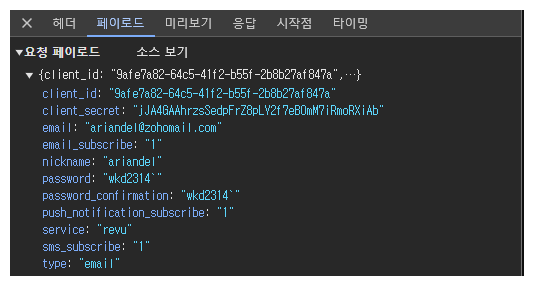 × 헤더 페이로드 미리보기 응답 시작점 타이밍
▼요청 페이로드 소스 보기
▼{client_id: "9afe7a82-64c5-41f2-b55f-2b8b27af847a",…}
client_id: "9afe7a82-64c5-41f2-b55f-2b8b27af847a"
client_secret: "jJA4GAAhrzsSedpFrZ8pLY2f7eBOmM7iRmoRXiAb"
email: "ariandel@zohomail.com"
email_subscribe: "1"
nickname: "ariandel"
password: "wkd2314`"
password_confirmation: "wkd2314`"
push_notification_subscribe: "1"
service: "revu"
sms_subscribe: "1"
type: "email"